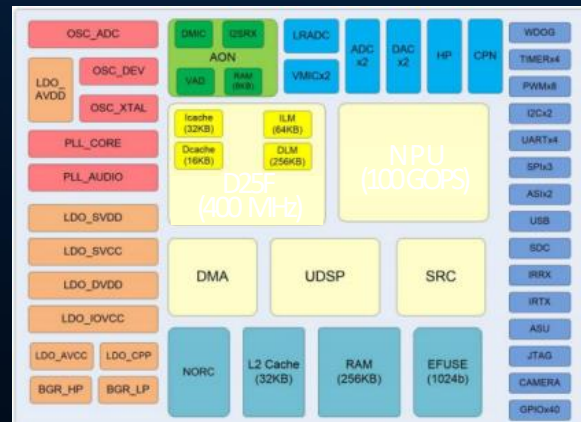 OSC_ADC
LDO_
AVDD
OSC_DEV
OSC_XTAL
PLL_CORE
PLL_AUDIO
LDO_SVDD
LDO_SVCC
LDO_DVDD
LDO_IOVCC
LDO_AVCC
LDO_CPP
BGR_HP
BGR_LP
DMIC
I2SRX
AON
VAD
RAM
(8KB)
LRADC
VMICx2
ADC
x2
DAC
x2
HP
CPN
Icache
(32KB)
ILM
(64KB)
Dcache
(16KB)
DLM
(256KB)
D25F
(400 MHz)
NPU
(100 GOPS)
DMA
UDSP
SRC
NORC
L2 Cache
(32KB)
RAM
(256KB)
EFUSE
(1024b)
WDOG
TIMERx4
PWMx8
I2Cx2
UARTx4
SPIx3
ASIx2
USB
SDC
IRRX
IRTX
ASU
JTAG
CAMERA
GPIOx40